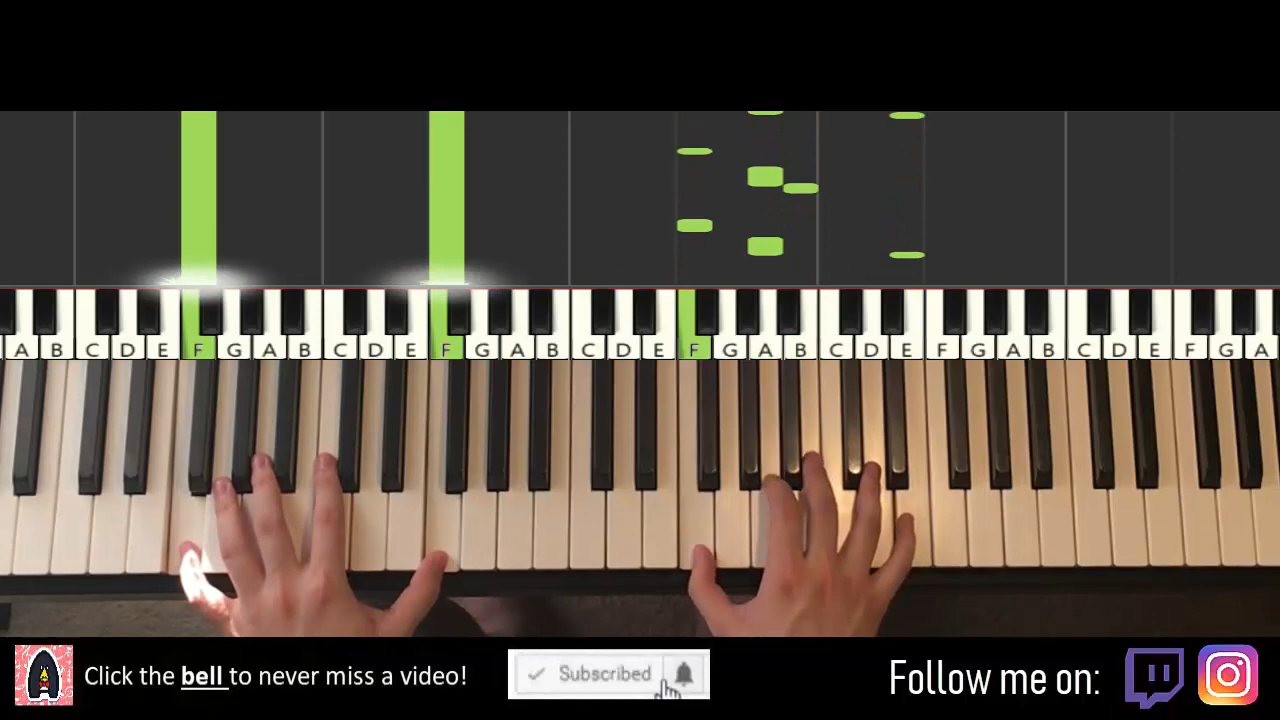 A B C D E F G A B C D E F G A B C D E F G A B C D E F G A B C D E F G A
Click the bell to never miss a video!
Subscribed
Follow me on: